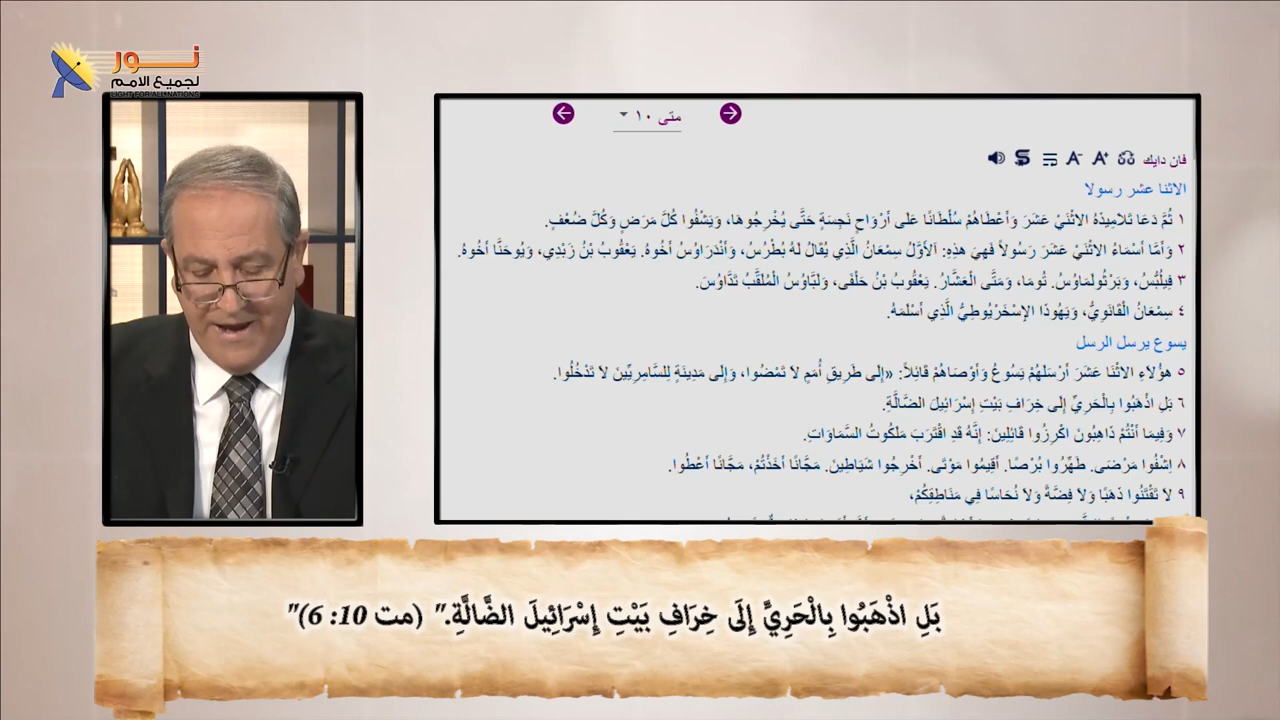 نـور
لجميع الامم
LIGHT FOR ALL NATIONS
متى ١٠
فان دايك
الاثنا عشر رسولا
١ ثُمَّ دَعَا تَلاَمِيذَهُ الاثْنَيْ عَشَرَ وَأَعْطَاهُمْ سُلْطَانًا عَلَى أَرْوَاحٍ نَجِسَةٍ حَتَّى يُخْرِجُوهَا، وَيَشْفُوا كُلَّ مَرَضٍ وَكُلَّ ضُعْفٍ.
٢ وَأَمَّا أَسْمَاءُ الاثْنَيْ عَشَرَ رَسُولاً فَهِيَ هذِهِ: اَلأَوَّلُ سِمْعَانُ الَّذِي يُقَالُ لَهُ بُطْرُسُ، وَأَنْدَرَاوُسُ أَخُوهُ. يَعْقُوبُ بْنُ زَبْدِي، وَيُوحَنَّا أَخُوهُ.
٣ فِيلُبُّسُ، وَبَرْثُولَمَاوُسُ. تُومَا، وَمَتَّى الْعَشَّارُ. يَعْقُوبُ بْنُ حَلْفَى، وَلَبَّاوُسُ الْمُلَقَّبُ تَدَّاوُسَ.
٤ سِمْعَانُ الْقَانَوِيُّ، وَيَهُوذَا الإِسْخَرْيُوطِيُّ الَّذِي أَسْلَمَهُ.
يسوع يرسل الرسل
٥ هؤُلاَءِ الاثْنَا عَشَرَ أَرْسَلَهُمْ يَسُوعُ وَأَوْصَاهُمْ قَائِلاً: «إِلَى طَرِيقِ أُمَمٍ لاَ تَمْضُوا، وَإِلَى مَدِينَةٍ لِلسَّامِرِيِّينَ لاَ تَدْخُلُوا.
٦ بَلِ اذْهَبُوا بِالْحَرِيِّ إِلَى خِرَافِ بَيْتِ إِسْرَائِيلَ الضَّالَّةِ.
٧ وَفِيمَا أَنْتُمْ ذَاهِبُونَ اكْرِزُوا قَائِلِينَ: إِنَّهُ قَدِ اقْتَرَبَ مَلَكُوتُ السَّمَاوَاتِ.
٨ اِشْفُوا مَرْضَى. طَهِّرُوا بُرْصًا. أَقِيمُوا مَوْتَى. أَخْرِجُوا شَيَاطِينَ. مَجَّانًا أَخَذْتُمْ، مَجَّانًا أَعْطُوا.
٩ لاَ تَقْتَنُوا ذَهَبًا وَلاَ فِضَّةً وَلاَ نُحَاسًا فِي مَنَاطِقِكُمْ،
بَلِ اذْهَبُوا بِالْحَرِيِّ إِلَى خِرَافِ بَيْتِ إِسْرَائِيلَ الضَّالَّةِ." (مت 10: 6)"